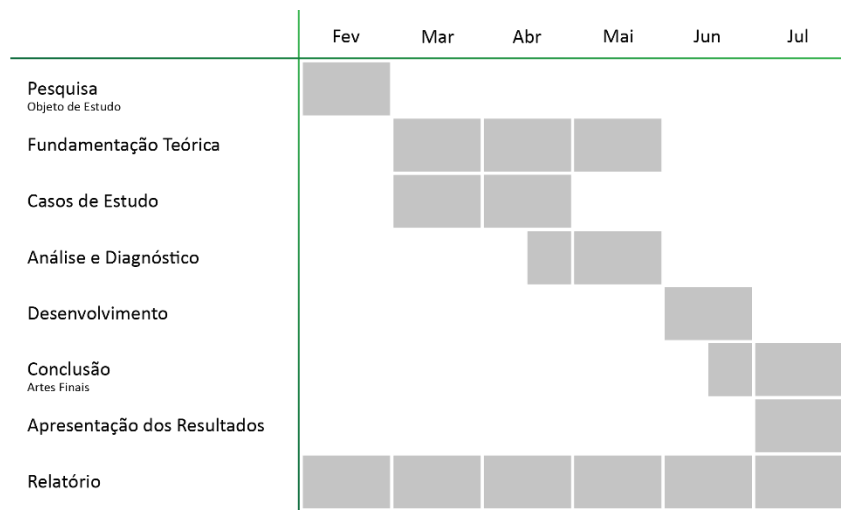 Fev Mar Abr Mai Jun Jul
Pesquisa
Objeto de Estudo
Fundamentação Teórica
Casos de Estudo
Análise e Diagnóstico
Desenvolvimento
Conclusão
Artes Finais
Apresentação dos Resultados
Relatório